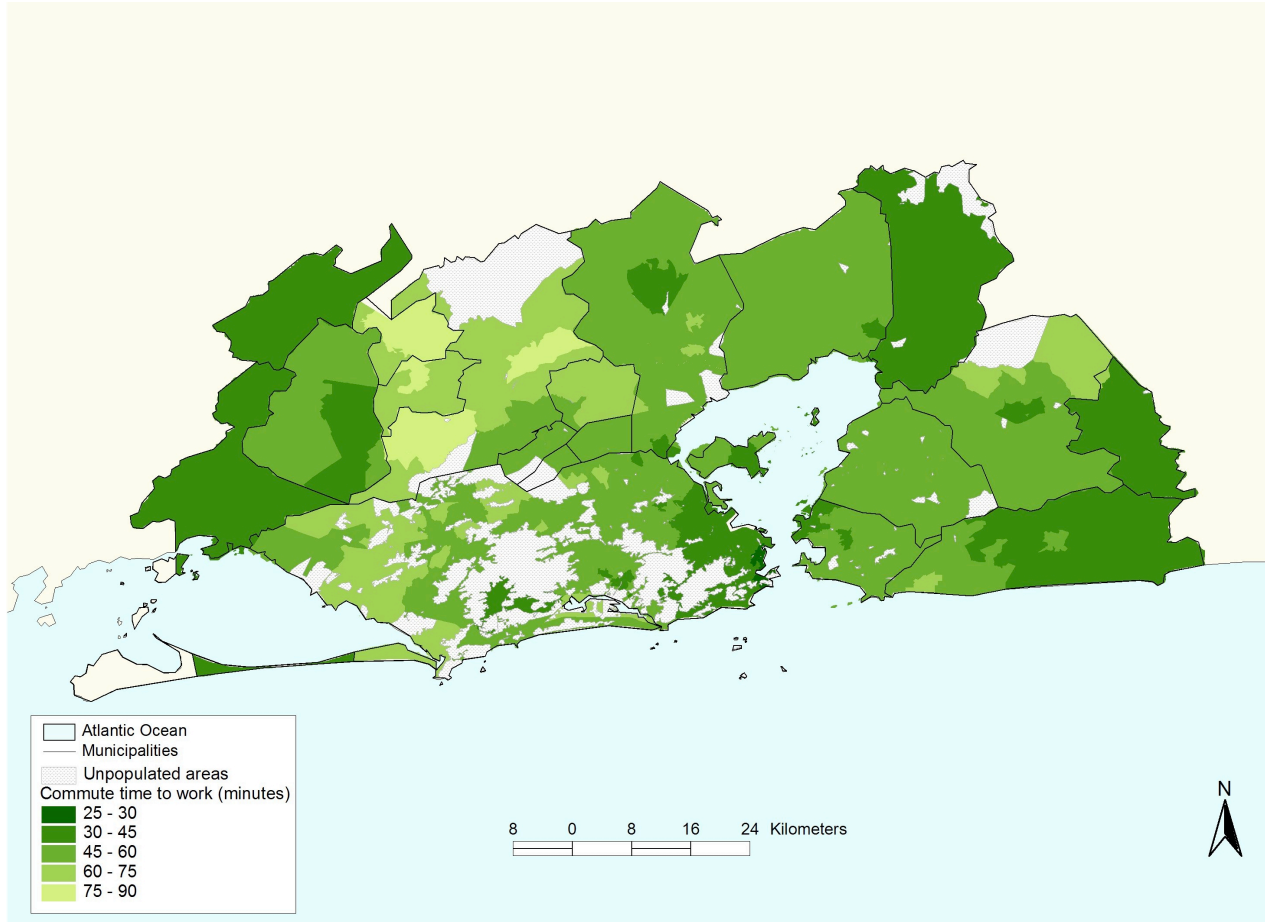 Atlantic Ocean
Municipalities
Unpopulated areas
Commute time to work (minutes)
25 - 30
30 - 45
45 - 60
60 - 75
75 - 90
8 0 8 16 24 Kilometers
N